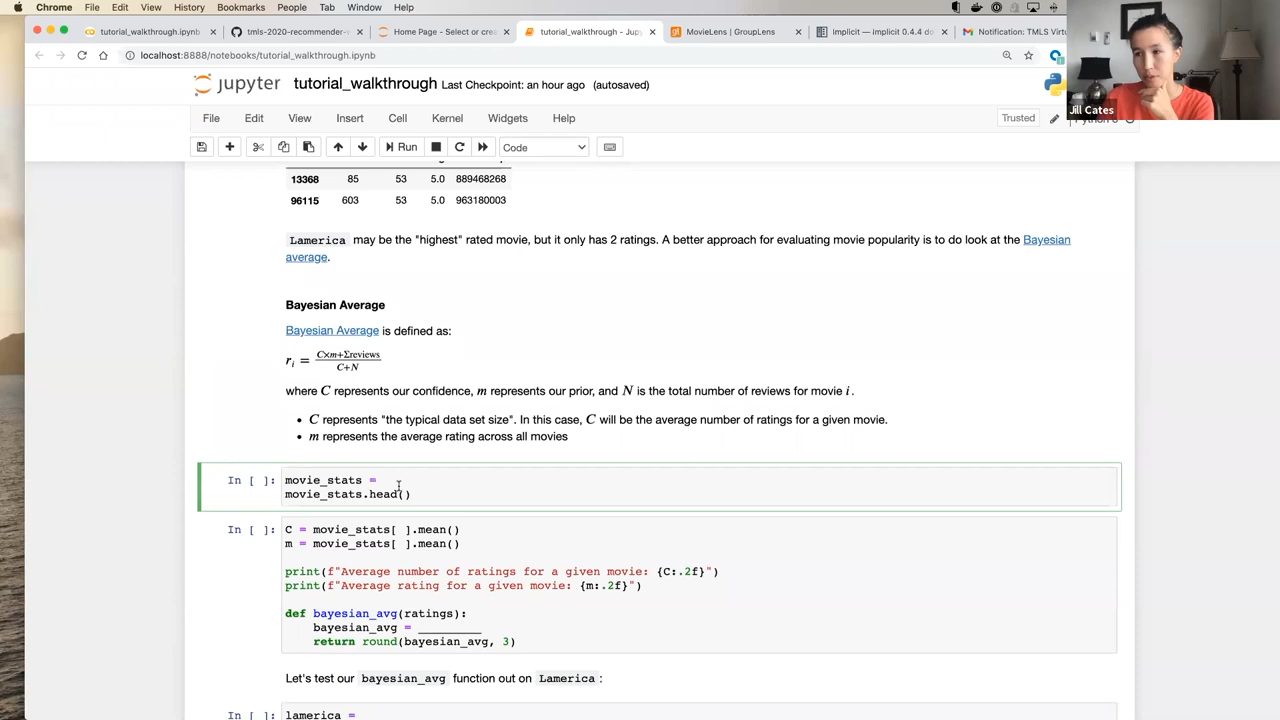 Chrome File Edit View History Bookmarks People Tab Window Help
tutorial_walkthrough.ipynb × tmls-2020-recommender- × Home Page - Select or cre × tutorial_walkthrough - Jupy × MovieLens | GroupLens × Implicit — implicit 0.4.4 do × Notification: TMLS Virtu
localhost:8888/notebooks/tutorial_walkthrough.ipynb
Jill Cates
jupyter tutorial_walkthrough Last Checkpoint: an hour ago (autosaved)
File Edit View Insert Cell Kernel Widgets Help Trusted
Run Code
13368 85 53 5.0 889468268
96115 603 53 5.0 963180003
Lamerica may be the "highest" rated movie, but it only has 2 ratings. A better approach for evaluating movie popularity is to do look at the Bayesian
average.
Bayesian Average
Bayesian Average is defined as:
r_i = C×m+Σreviews / C+N
where C represents our confidence, m represents our prior, and N is the total number of reviews for movie i.
• C represents "the typical data set size". In this case, C will be the average number of ratings for a given movie.
• m represents the average rating across all movies
In [ ]: movie_stats =
movie_stats.head()
In [ ]: C = movie_stats[ ].mean()
m = movie_stats[ ].mean()
print(f"Average number of ratings for a given movie: {C:.2f}")
print(f"Average rating for a given movie: {m:.2f}")
def bayesian_avg(ratings):
bayesian_avg = _________
return round(bayesian_avg, 3)
Let's test our bayesian_avg function out on Lamerica:
In [ ]: lamerica =